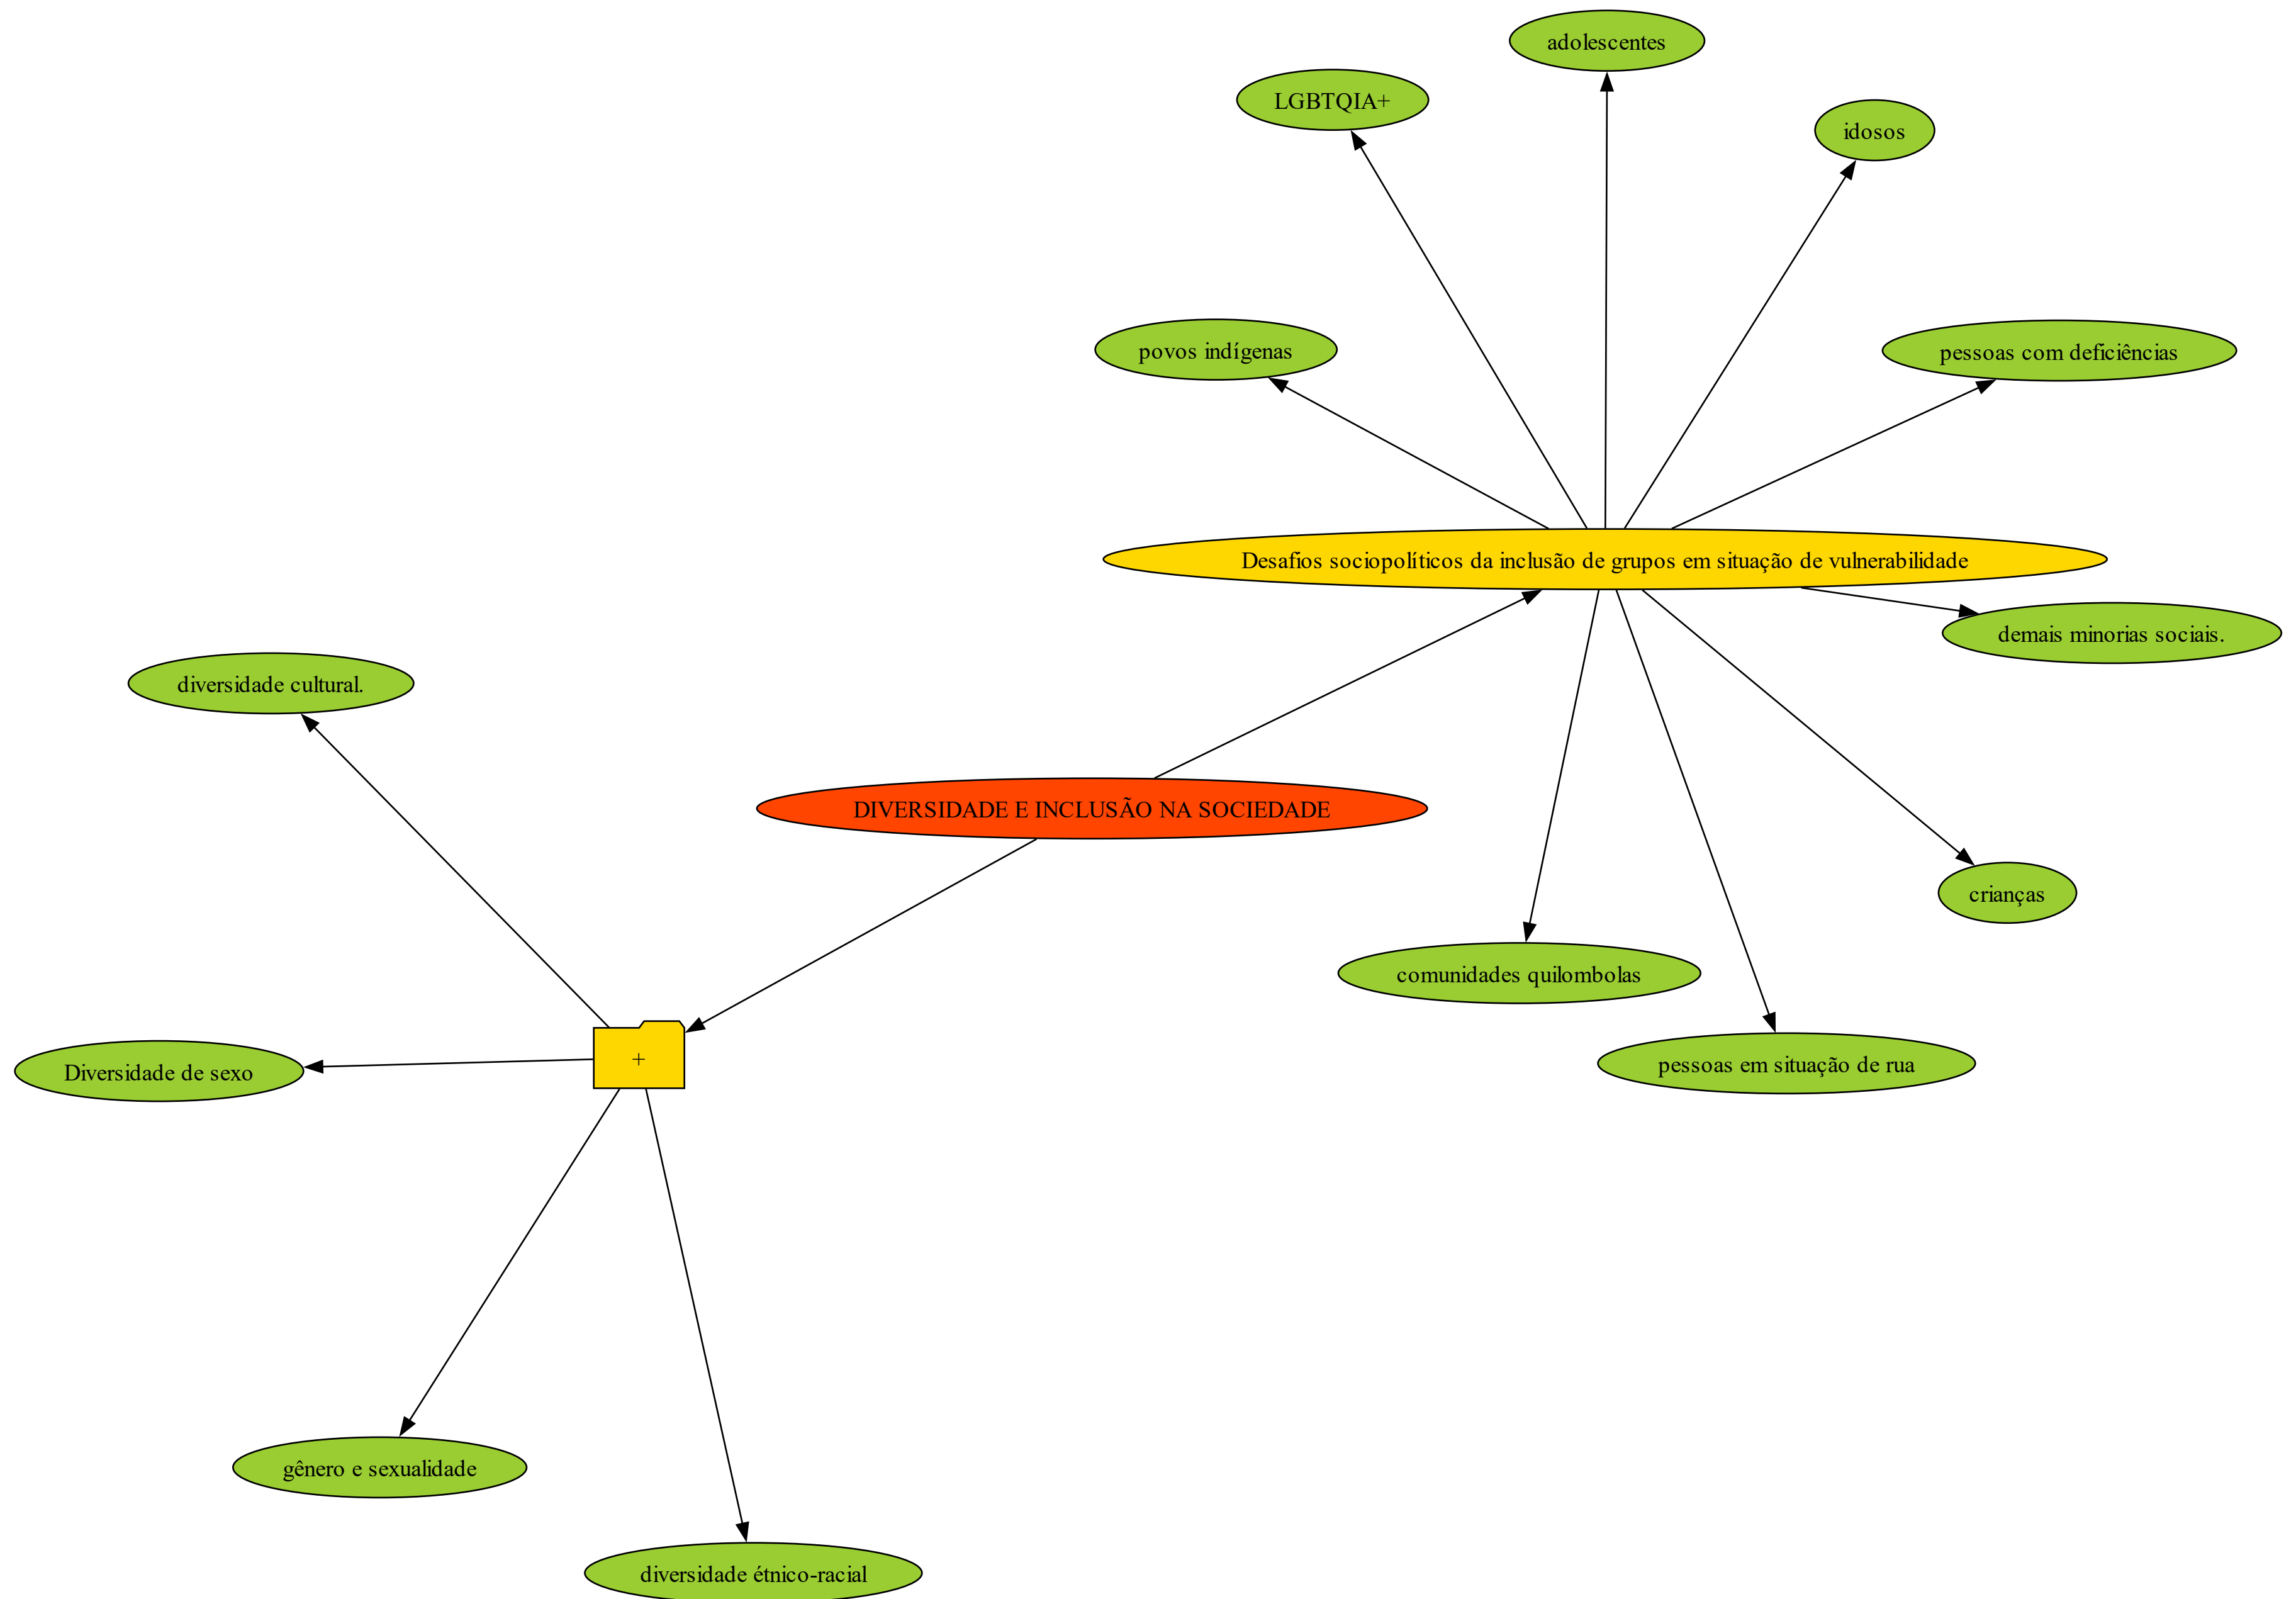 adolescentes
LGBTQIA+
idosos
povos indígenas
pessoas com deficiências
Desafios sociopolíticos da inclusão de grupos em situação de vulnerabilidade
demais minorias sociais.
diversidade cultural.
DIVERSIDADE E INCLUSÃO NA SOCIEDADE
crianças
comunidades quilombolas
+
pessoas em situação de rua
Diversidade de sexo
gênero e sexualidade
diversidade étnico-racial